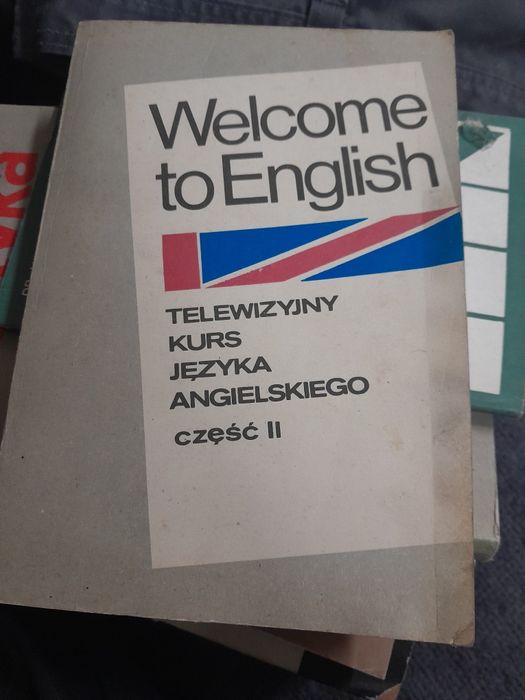 Welcome
to English
TELEWIZYJNY
KURS
JĘZYKA
ANGIELSKIEGO
część II